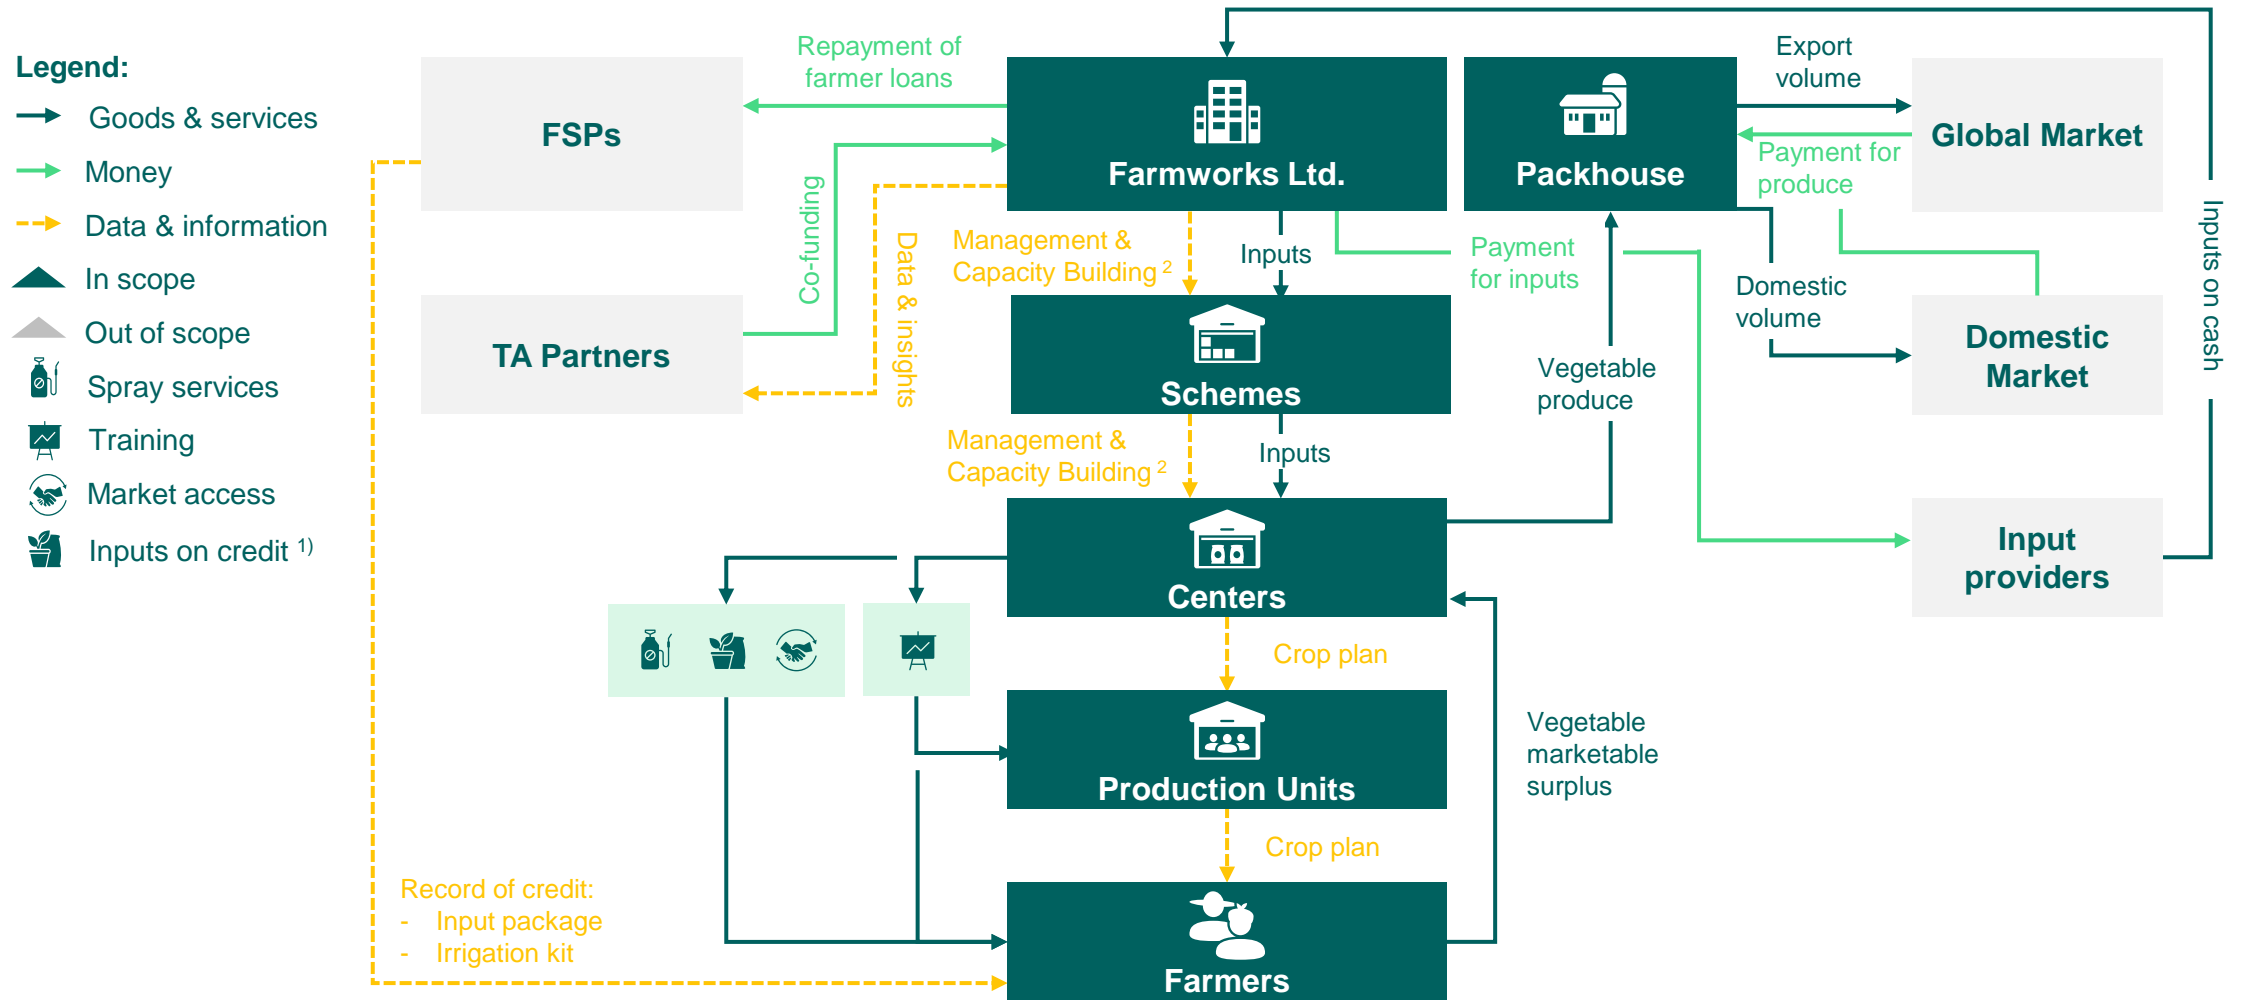 Legend:
Goods & services
Money
Data & information
In scope
Out of scope
Spray services
Training
Market access
Inputs on credit 1)
FSPs
TA Partners
Repayment of
farmer loans
Co-funding
Data & insights
Farmworks Ltd.
Management &
Capacity Building 2
Inputs
Schemes
Management &
Capacity Building 2
Inputs
Centers
Crop plan
Production Units
Crop plan
Farmers
Record of credit:
- Input package
- Irrigation kit
Packhouse
Export
volume
Payment for
produce
Global Market
Payment
for inputs
Domestic
volume
Domestic
Market
Vegetable
produce
Input
providers
Inputs on cash
Vegetable
marketable
surplus